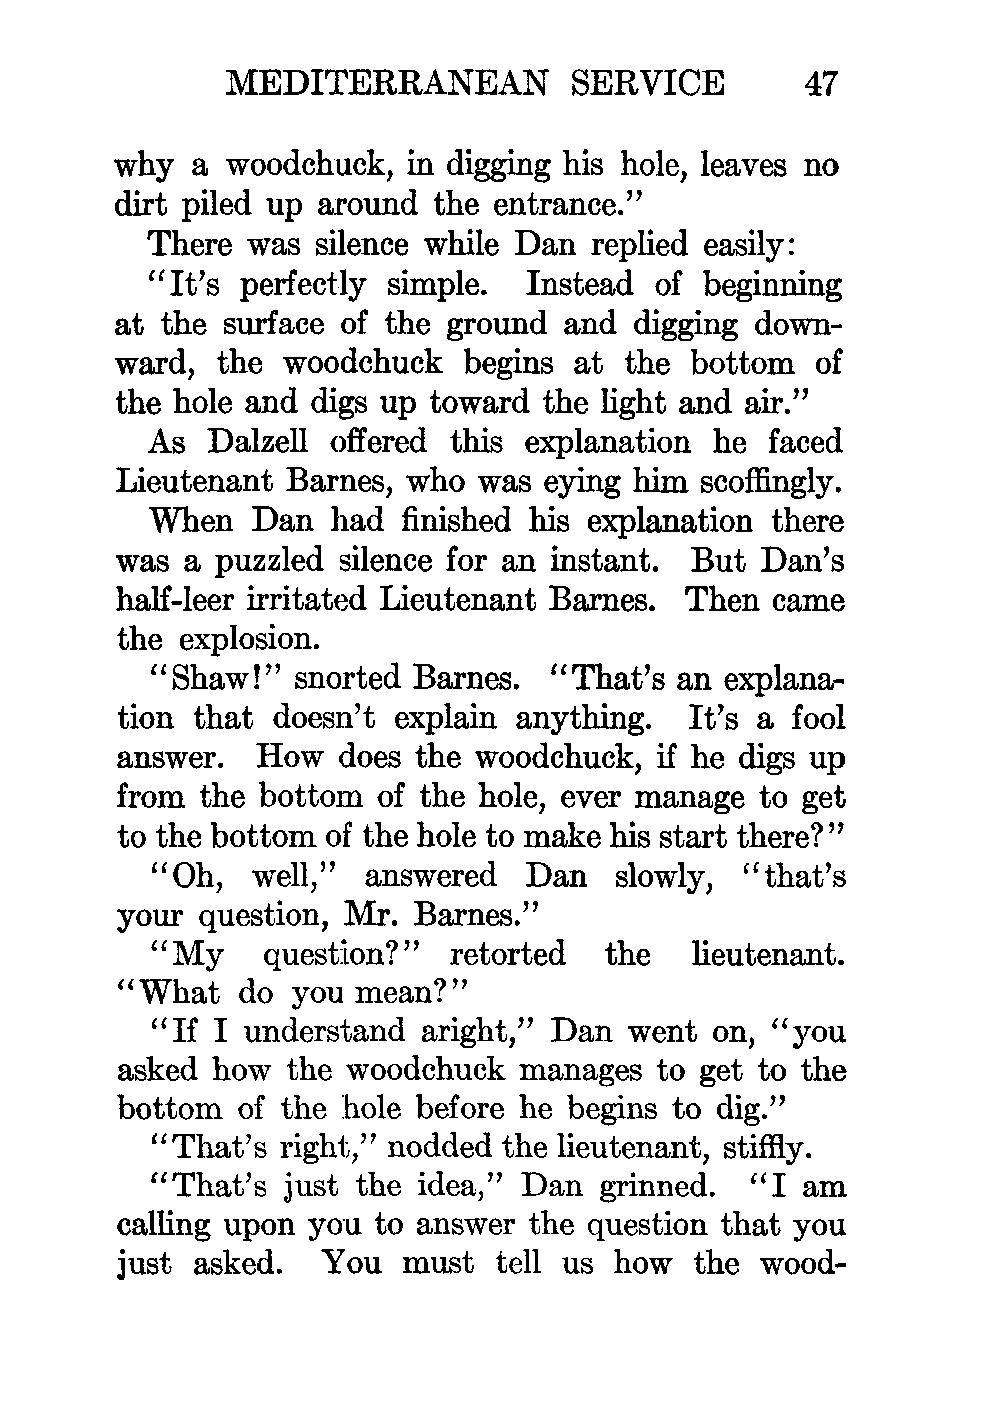 MEDITERRANEAN SERVICE 47
why a woodchuck, in digging his hole, leaves no
dirt piled up around the entrance."
There was silence while Dan replied easily:
"It's perfectly simple. Instead of beginning
at the surface of the ground and digging down-
ward, the woodchuck begins at the bottom of
the hole and digs up toward the light and air."
As Dalzell offered this explanation he faced
Lieutenant Barnes, who was eying him scoffingly.
When Dan had finished his explanation there
was a puzzled silence for an instant. But Dan's
half-leer irritated Lieutenant Barnes. Then came
the explosion.
"Shaw!" snorted Barnes. "That's an explana-
tion that doesn't explain anything. It's a fool
answer. How does the woodchuck, if he digs up
from the bottom of the hole, ever manage to get
to the bottom of the hole to make his start there?"
"Oh, well," answered Dan slowly, "that's
your question, Mr. Barnes."
"My question?" retorted the lieutenant.
"What do you mean?"
"If I understand aright," Dan went on, "you
asked how the woodchuck manages to get to the
bottom of the hole before he begins to dig."
"That's right," nodded the lieutenant, stiffly.
"That's just the idea," Dan grinned. "I am
calling upon you to answer the question that you
just asked. You must tell us how the wood-